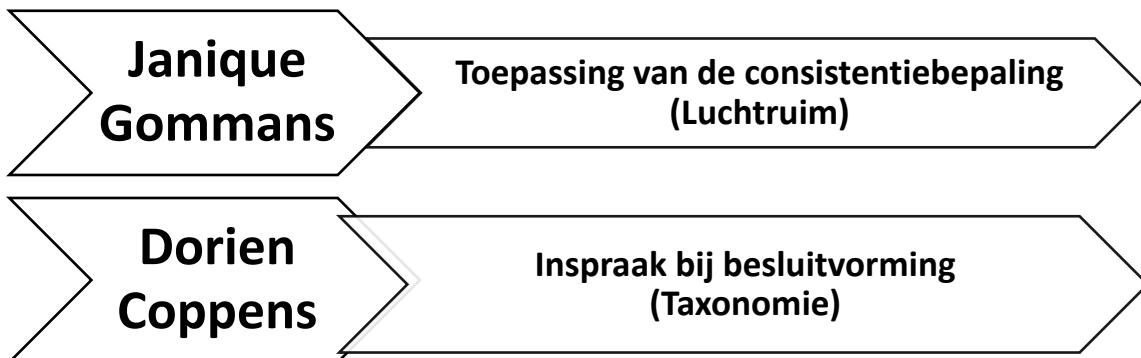 Janique
Gommans
Toepassing van de consistentiebepaling
(Luchtruim)
Dorien
Coppens
Inspraak bij besluitvorming
(Taxonomie)